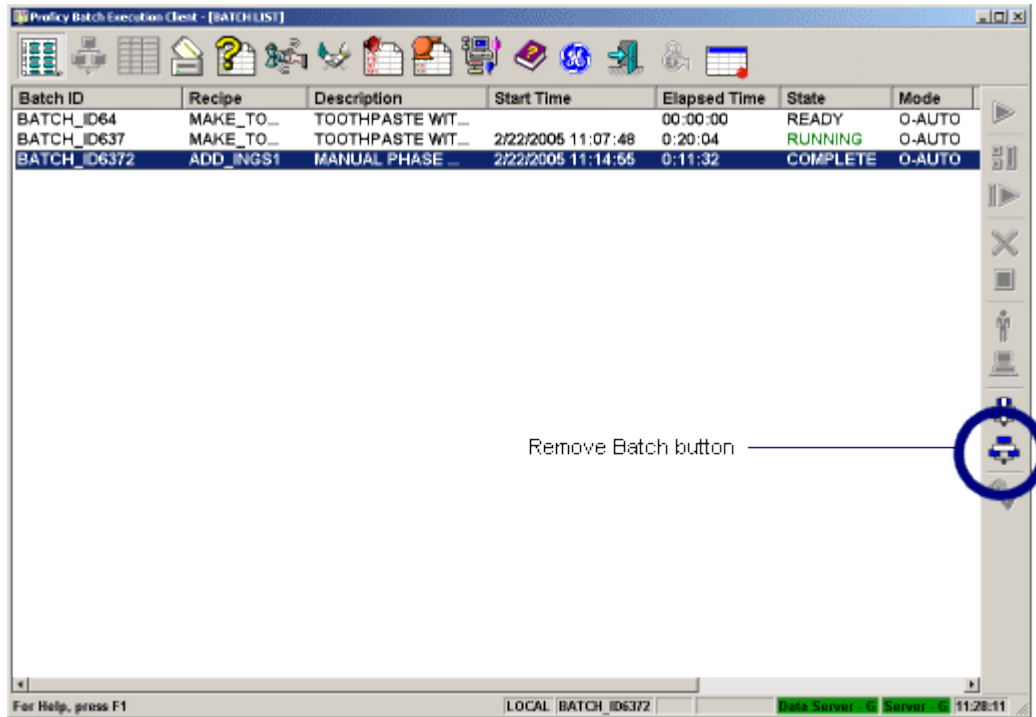 Proficy Batch Execution Client - [BATCH LIST]
Batch ID Recipe Description Start Time Elapsed Time State Mode
BATCH_ID64 MAKE_TO... TOOTHPASTE WIT... 00:00:00 READY O-AUTO
BATCH_ID637 MAKE_TO... TOOTHPASTE WIT... 2/22/2005 11:07:48 0:20:04 RUNNING O-AUTO
BATCH_ID6372 ADD_INGS1 MANUAL PHASE ... 2/22/2005 11:14:55 0:11:32 COMPLETE O-AUTO
Remove Batch button
For Help, press F1 LOCAL BATCH_ID6372 Data Server - G Server - G 11:28:11